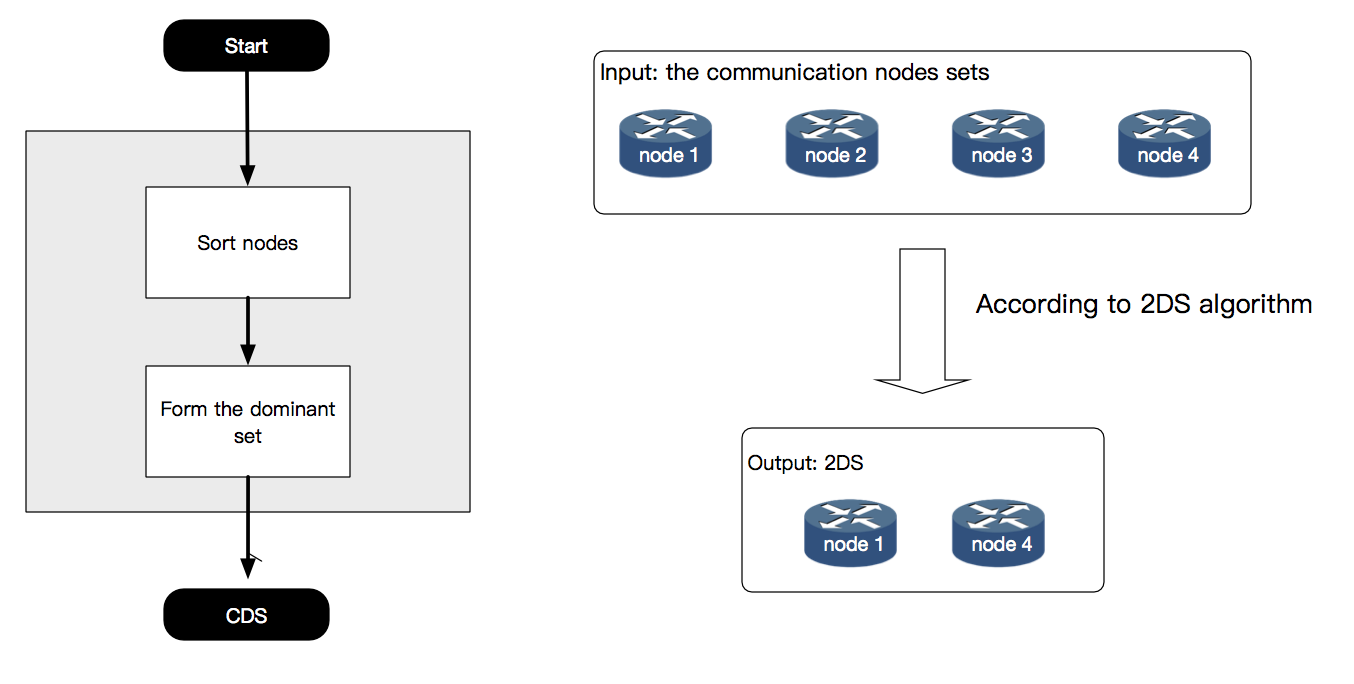 Start
Sort nodes
Form the dominant
set
CDS
Input: the communication nodes sets
node 1
node 2
node 3
node 4
According to 2DS algorithm
Output: 2DS
node 1
node 4